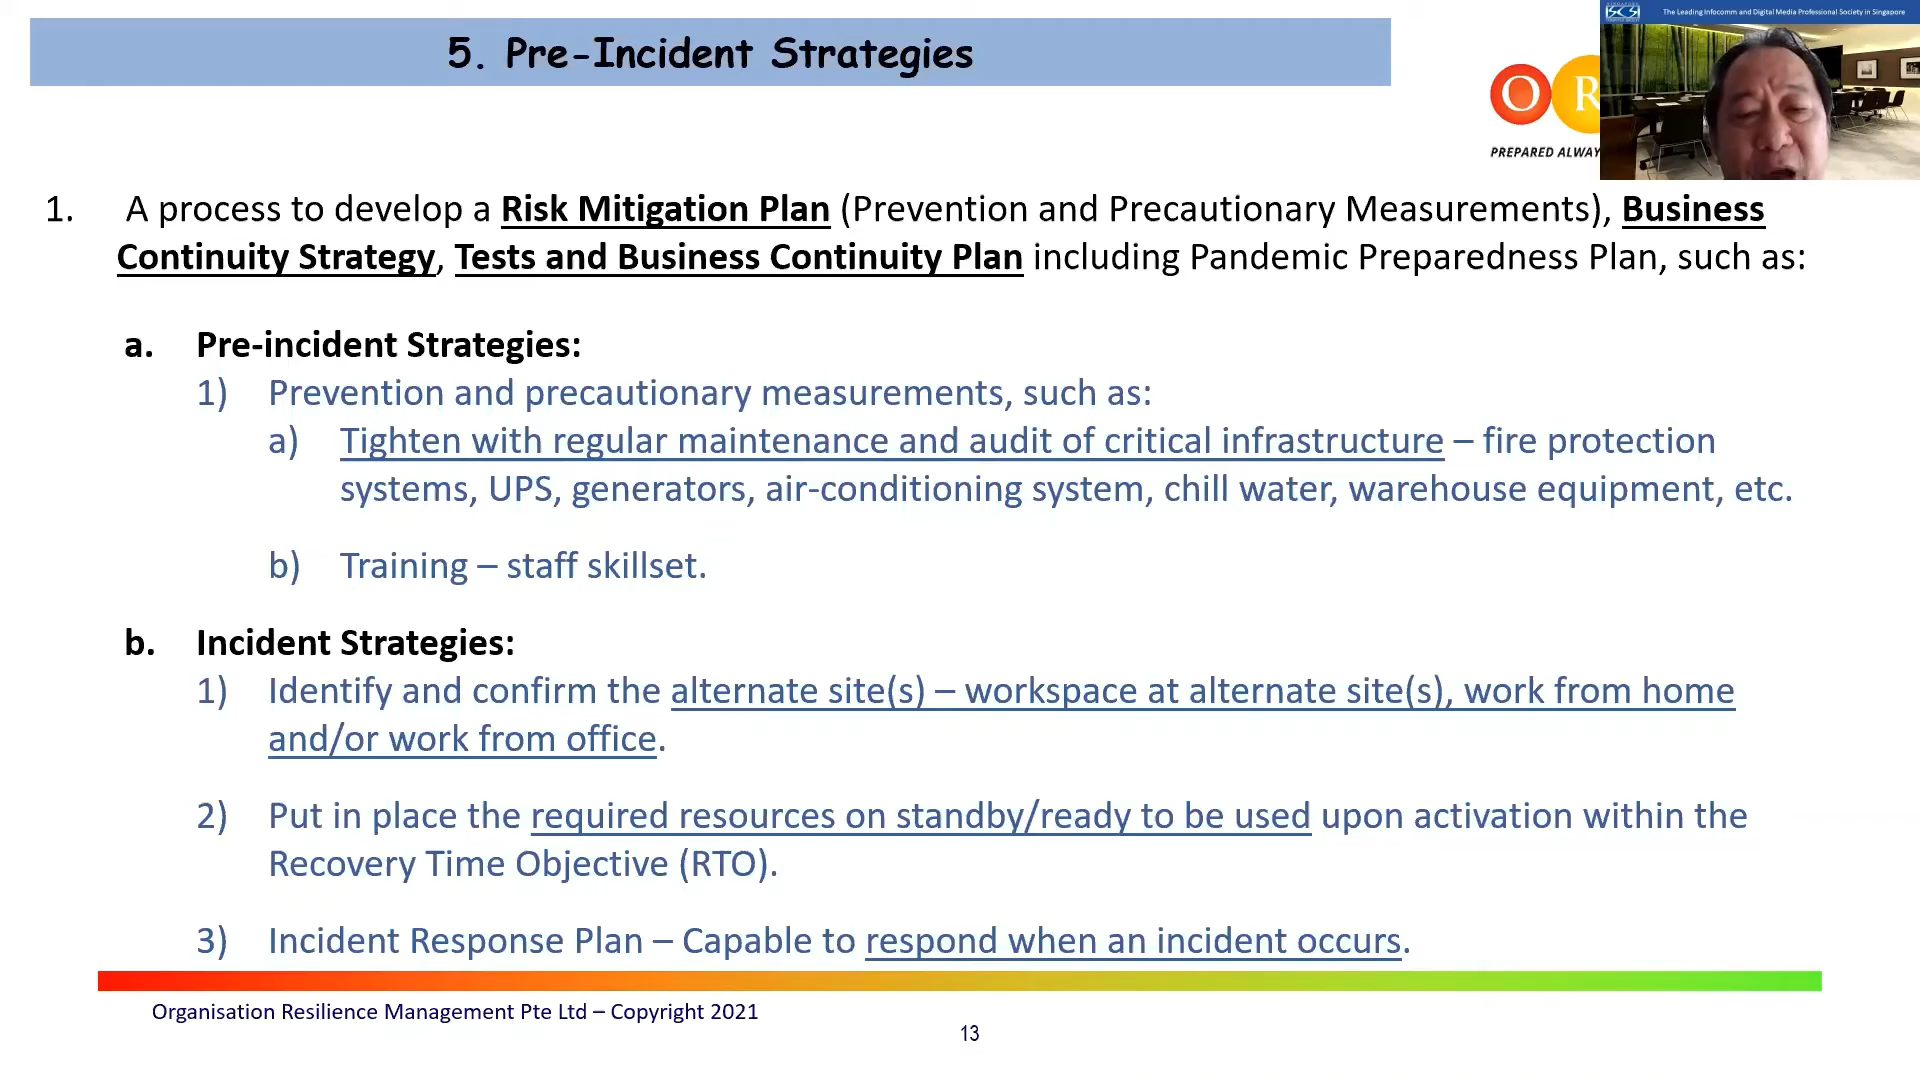 5. Pre-Incident Strategies
The Leading Infocomm and Digital Media Professional Society in Singapore
SCS
O R
PREPARED ALWAY
1. A process to develop a Risk Mitigation Plan (Prevention and Precautionary Measurements), Business
Continuity Strategy, Tests and Business Continuity Plan including Pandemic Preparedness Plan, such as:
a. Pre-incident Strategies:
1) Prevention and precautionary measurements, such as:
a) Tighten with regular maintenance and audit of critical infrastructure – fire protection
systems, UPS, generators, air-conditioning system, chill water, warehouse equipment, etc.
b) Training – staff skillset.
b. Incident Strategies:
1) Identify and confirm the alternate site(s) – workspace at alternate site(s), work from home
and/or work from office.
2) Put in place the required resources on standby/ready to be used upon activation within the
Recovery Time Objective (RTO).
3) Incident Response Plan – Capable to respond when an incident occurs.
Organisation Resilience Management Pte Ltd – Copyright 2021
13